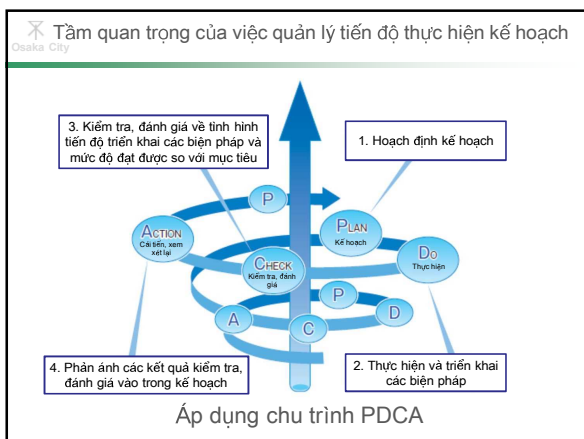 Tầm quan trọng của việc quản lý tiến độ thực hiện kế hoạch
Osaka City
3. Kiểm tra, đánh giá về tình hình
tiến độ triển khai các biện pháp và
mức độ đạt được so với mục tiêu
1. Hoạch định kế hoạch
P
ACTION
Cải tiến, xem
xét lại
PLAN
Kế hoạch
DO
Thực hiện
CHECK
Kiểm tra, đánh
giá
P
A
C
D
4. Phản ánh các kết quả kiểm tra,
đánh giá vào trong kế hoạch
2. Thực hiện và triển khai
các biện pháp
Áp dụng chu trình PDCA